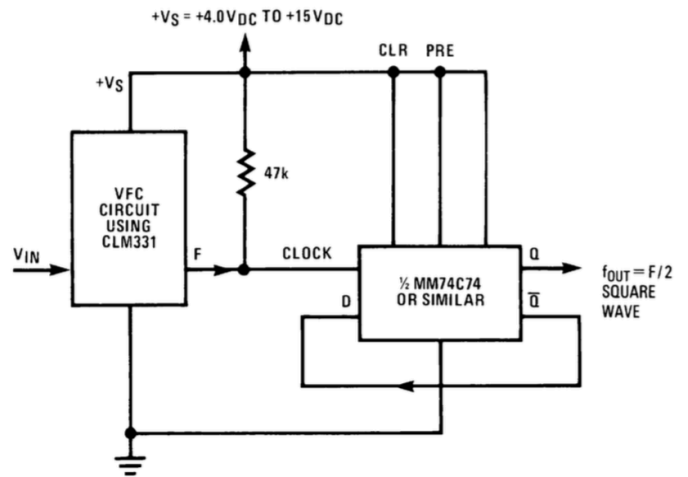 +VS = +4.0VDC TO +15VDC
CLR PRE
+VS
47k
VFC
CIRCUIT
USING
CLM331
VIN
F
CLOCK
Q
½ MM74C74
OR SIMILAR
D
Q̅
fOUT = F/2
SQUARE
WAVE